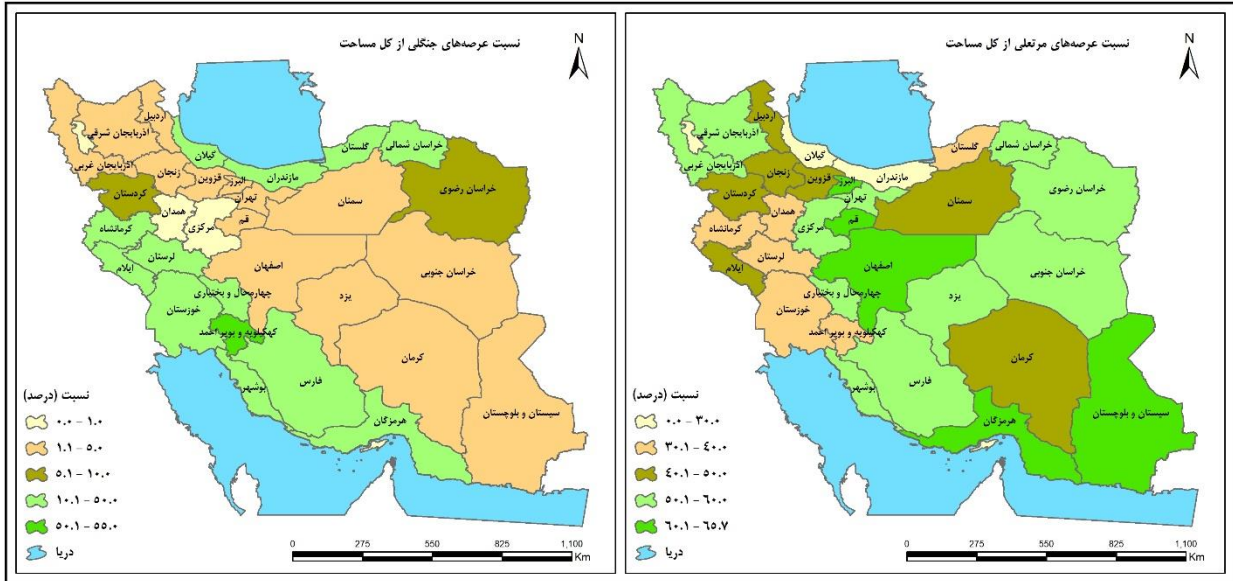 نسبت عرصه‌های جنگلی از کل مساحت
N
اردبیل
آذربایجان شرقی
آذربایجان غربی
گیلان
زنجان
قزوین
البرز
مازندران
گلستان
خراسان شمالی
کردستان
تهران
سمنان
خراسان رضوی
همدان
مرکزی
قم
کرمانشاه
لرستان
ایلام
اصفهان
خراسان جنوبی
چهارمحال و بختیاری
یزد
خوزستان
کهگیلویه و بویر احمد
کرمان
فارس
بوشهر
هرمزگان
سیستان و بلوچستان
نسبت (درصد)
۰.۰ - ۱.۰
۱.۱ - ۵.۰
۵.۱ - ۱۰.۰
۱۰.۱ - ۵۰.۰
۵۰.۱ - ۵۵.۰
دریا
0 275 550 825 1,100
Km
نسبت عرصه‌های مرتعلی از کل مساحت
N
اردبیل
آذربایجان شرقی
آذربایجان غربی
گیلان
زنجان
قزوین
البرز
مازندران
گلستان
خراسان شمالی
کردستان
تهران
سمنان
خراسان رضوی
همدان
مرکزی
قم
کرمانشاه
لرستان
ایلام
اصفهان
خراسان جنوبی
چهارمحال و بختیاری
یزد
خوزستان
کهگیلویه و بویر احمد
کرمان
فارس
بوشهر
هرمزگان
سیستان و بلوچستان
نسبت (درصد)
۰.۰ - ۳۰.۰
۳۰.۱ - ۴۰.۰
۴۰.۱ - ۵۰.۰
۵۰.۱ - ۶۰.۰
۶۰.۱ - ۶۵.۷
دریا
0 275 550 825 1,100
Km